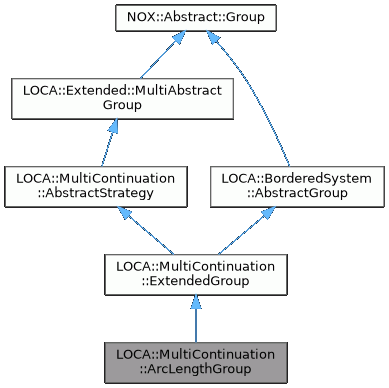 NOX::Abstract::Group
LOCA::Extended::MultiAbstract
Group
LOCA::MultiContinuation
::AbstractStrategy
LOCA::BorderedSystem
::AbstractGroup
LOCA::MultiContinuation
::ExtendedGroup
LOCA::MultiContinuation
::ArcLengthGroup